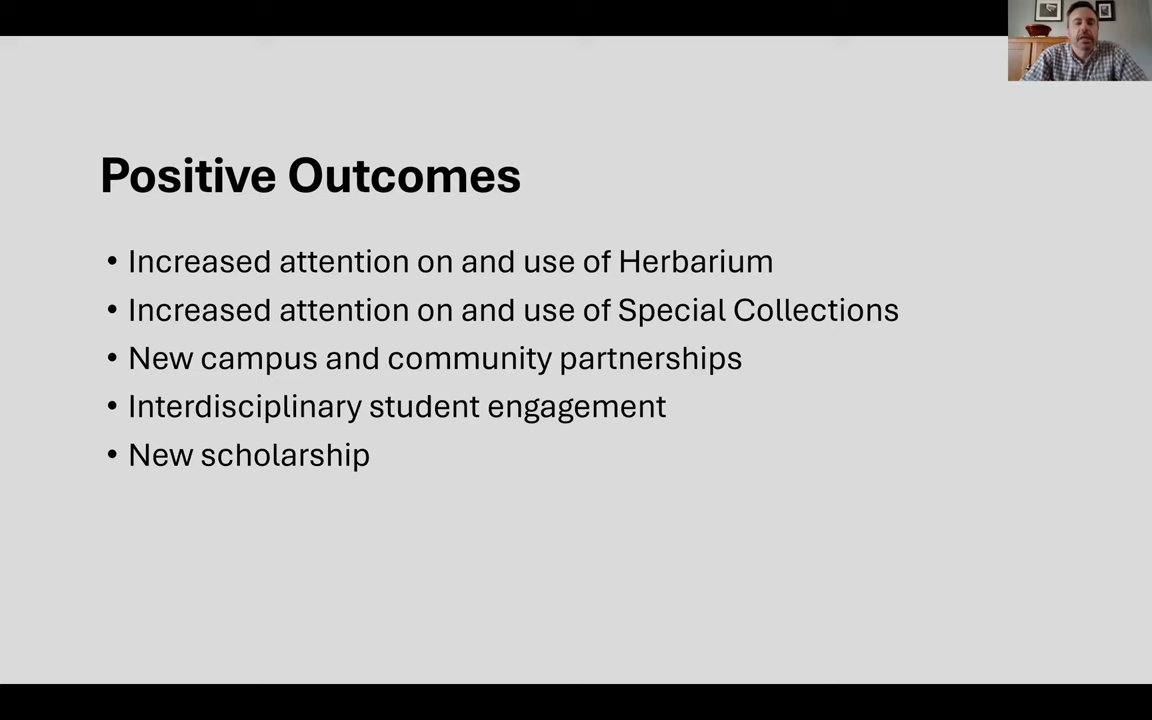 Positive Outcomes
• Increased attention on and use of Herbarium
• Increased attention on and use of Special Collections
• New campus and community partnerships
• Interdisciplinary student engagement
• New scholarship